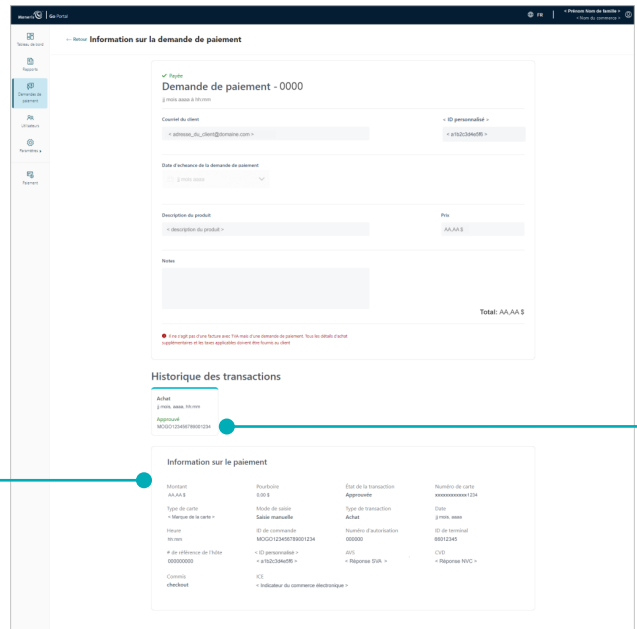 Moneris Go Portal
FR
< Prénom Nom de famille >
< Nom du commerce >
Tableau de bord
Rapports
Demandes de
paiement
Utilisateurs
Paramètres
Paiement
← Retour Information sur la demande de paiement
✓ Payée
Demande de paiement - 0000
jj mois aaaa à hh:mm
Courriel du client
< ID personnalisé >
< adresse_du_client@domaine.com >
< a1b2c3d4e5f6 >
Date d'échéance de la demande de paiement
jj mois aaaa
Description du produit
Prix
< description du produit >
AA,AA $
Notes
Total: AA,AA $
Il ne s'agit pas d'une facture avec TVA mais d'une demande de paiement. Tous les détails d'achat
supplémentaires et les taxes applicables doivent être fournis au client
Historique des transactions
Achat
jj mois, aaaa, hh:mm
Approuvé
MOGO123456789001234
Information sur le paiement
Montant
Pourboire
État de la transaction
Numéro de carte
AA,AA $
0,00 $
Approuvée
xxxxxxxxxxxx1234
Type de carte
Mode de saisie
Type de transaction
Date
< Marque de la carte >
Saisie manuelle
Achat
jj mois, aaaa
Heure
ID de commande
Numéro d'autorisation
ID de terminal
hh:mm
MOGO123456789001234
000000
66012345
# de référence de l'hôte
< ID personnalisé >
AVS
CVD
000000000
< a1b2c3d4e5f6 >
< Réponse SVA >
< Réponse NVC >
Commis
ICE
checkout
< Indicateur du commerce électronique >